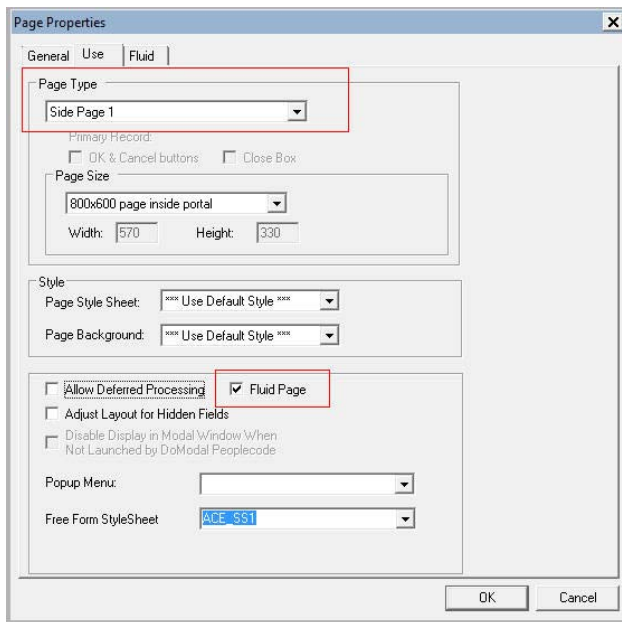 Page Properties
General Use Fluid
Page Type
Side Page 1
Primary Record:
OK & Cancel buttons Close Box
Page Size
800x600 page inside portal
Width: 570 Height: 330
Style
Page Style Sheet: *** Use Default Style ***
Page Background: *** Use Default Style ***
Allow Deferred Processing Fluid Page
Adjust Layout for Hidden Fields
Disable Display in Modal Window When
Not Launched by DoModal Peoplecode
Popup Menu:
Free Form StyleSheet ACE_SS1
OK Cancel